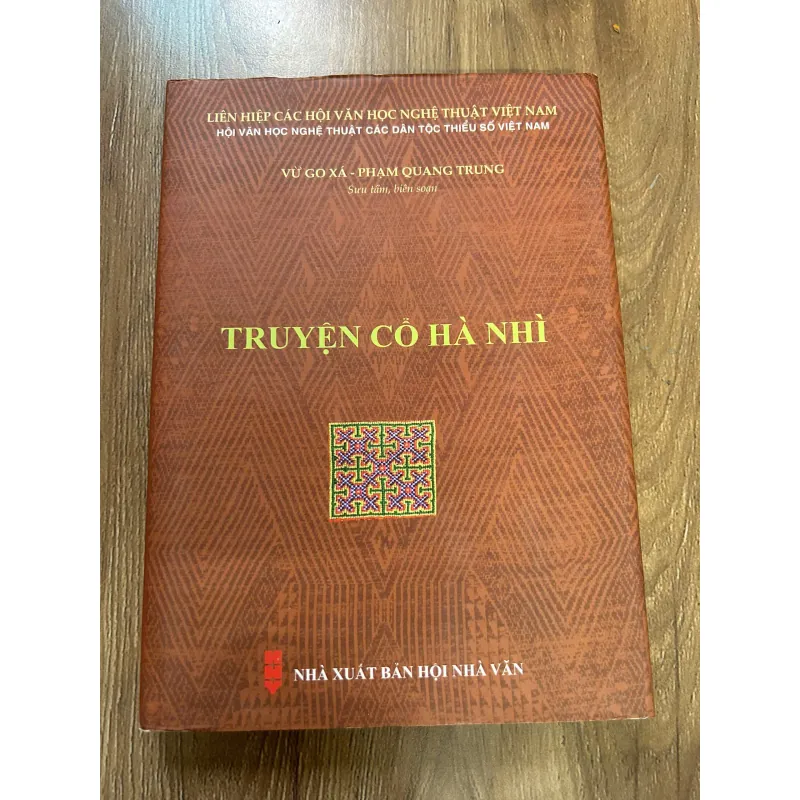 LIÊN HIỆP CÁC HỘI VĂN HỌC NGHỆ THUẬT VIỆT NAM
HỘI VĂN HỌC NGHỆ THUẬT CÁC DÂN TỘC THIỂU SỐ VIỆT NAM
VỪ GO XÁ - PHẠM QUANG TRUNG
Sưu tầm, biên soạn
TRUYỆN CỔ HÀ NHÌ
NHÀ XUẤT BẢN HỘI NHÀ VĂN